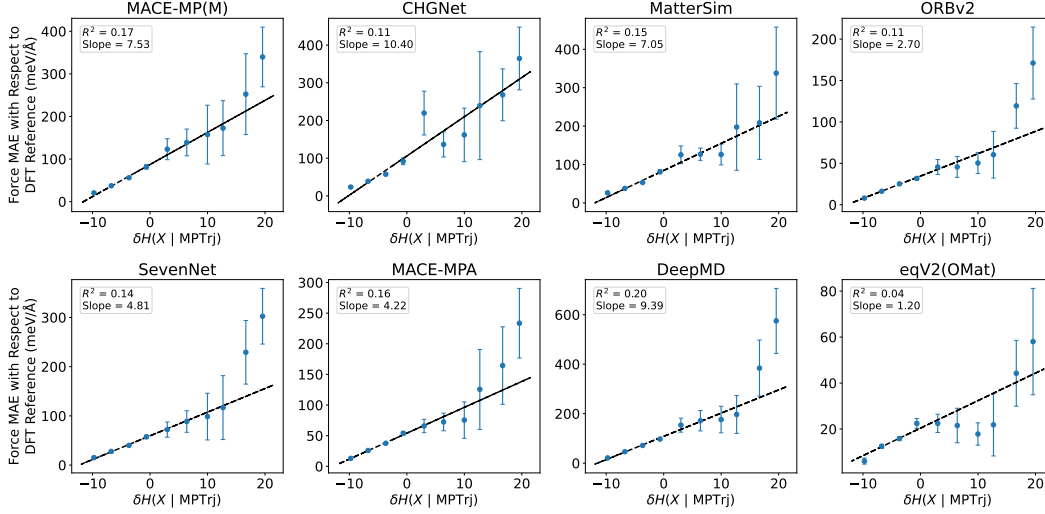 MACE-MP(M)
CHGNet
MatterSim
ORBv2
Force MAE with Respect to
DFT Reference (meV/Å)
R² = 0.17
Slope = 7.53
400
300
200
100
0
−10
0
10
20
δH(X | MPTrj)
R² = 0.11
Slope = 10.40
400
300
200
100
0
−10
0
10
20
δH(X | MPTrj)
R² = 0.15
Slope = 7.05
400
200
0
−10
0
10
20
δH(X | MPTrj)
R² = 0.11
Slope = 2.70
200
150
100
50
0
−10
0
10
20
δH(X | MPTrj)
SevenNet
MACE-MPA
DeepMD
eqV2(OMat)
Force MAE with Respect to
DFT Reference (meV/Å)
R² = 0.14
Slope = 4.81
300
200
100
0
−10
0
10
20
δH(X | MPTrj)
R² = 0.16
Slope = 4.22
300
250
200
150
100
50
0
−10
0
10
20
δH(X | MPTrj)
R² = 0.20
Slope = 9.39
600
400
200
0
−10
0
10
20
δH(X | MPTrj)
R² = 0.04
Slope = 1.20
80
60
40
20
−10
0
10
20
δH(X | MPTrj)